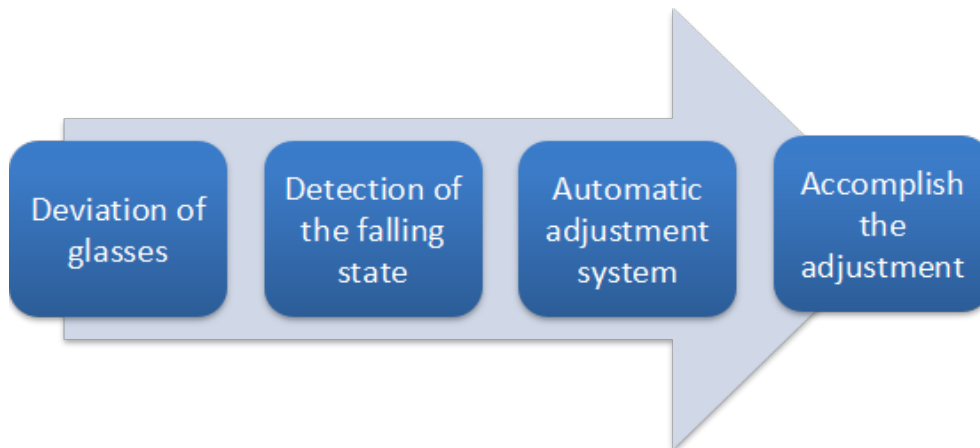 Deviation of
glasses
Detection of
the falling
state
Automatic
adjustment
system
Accomplish
the
adjustment